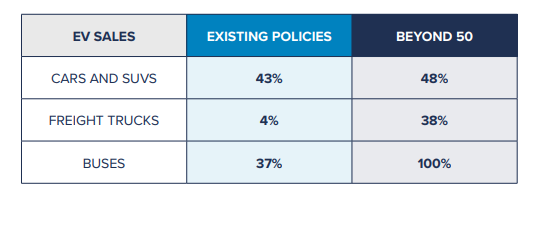 EV SALES EXISTING POLICIES BEYOND 50
CARS AND SUVS 43% 48%
FREIGHT TRUCKS 4% 38%
BUSES 37% 100%